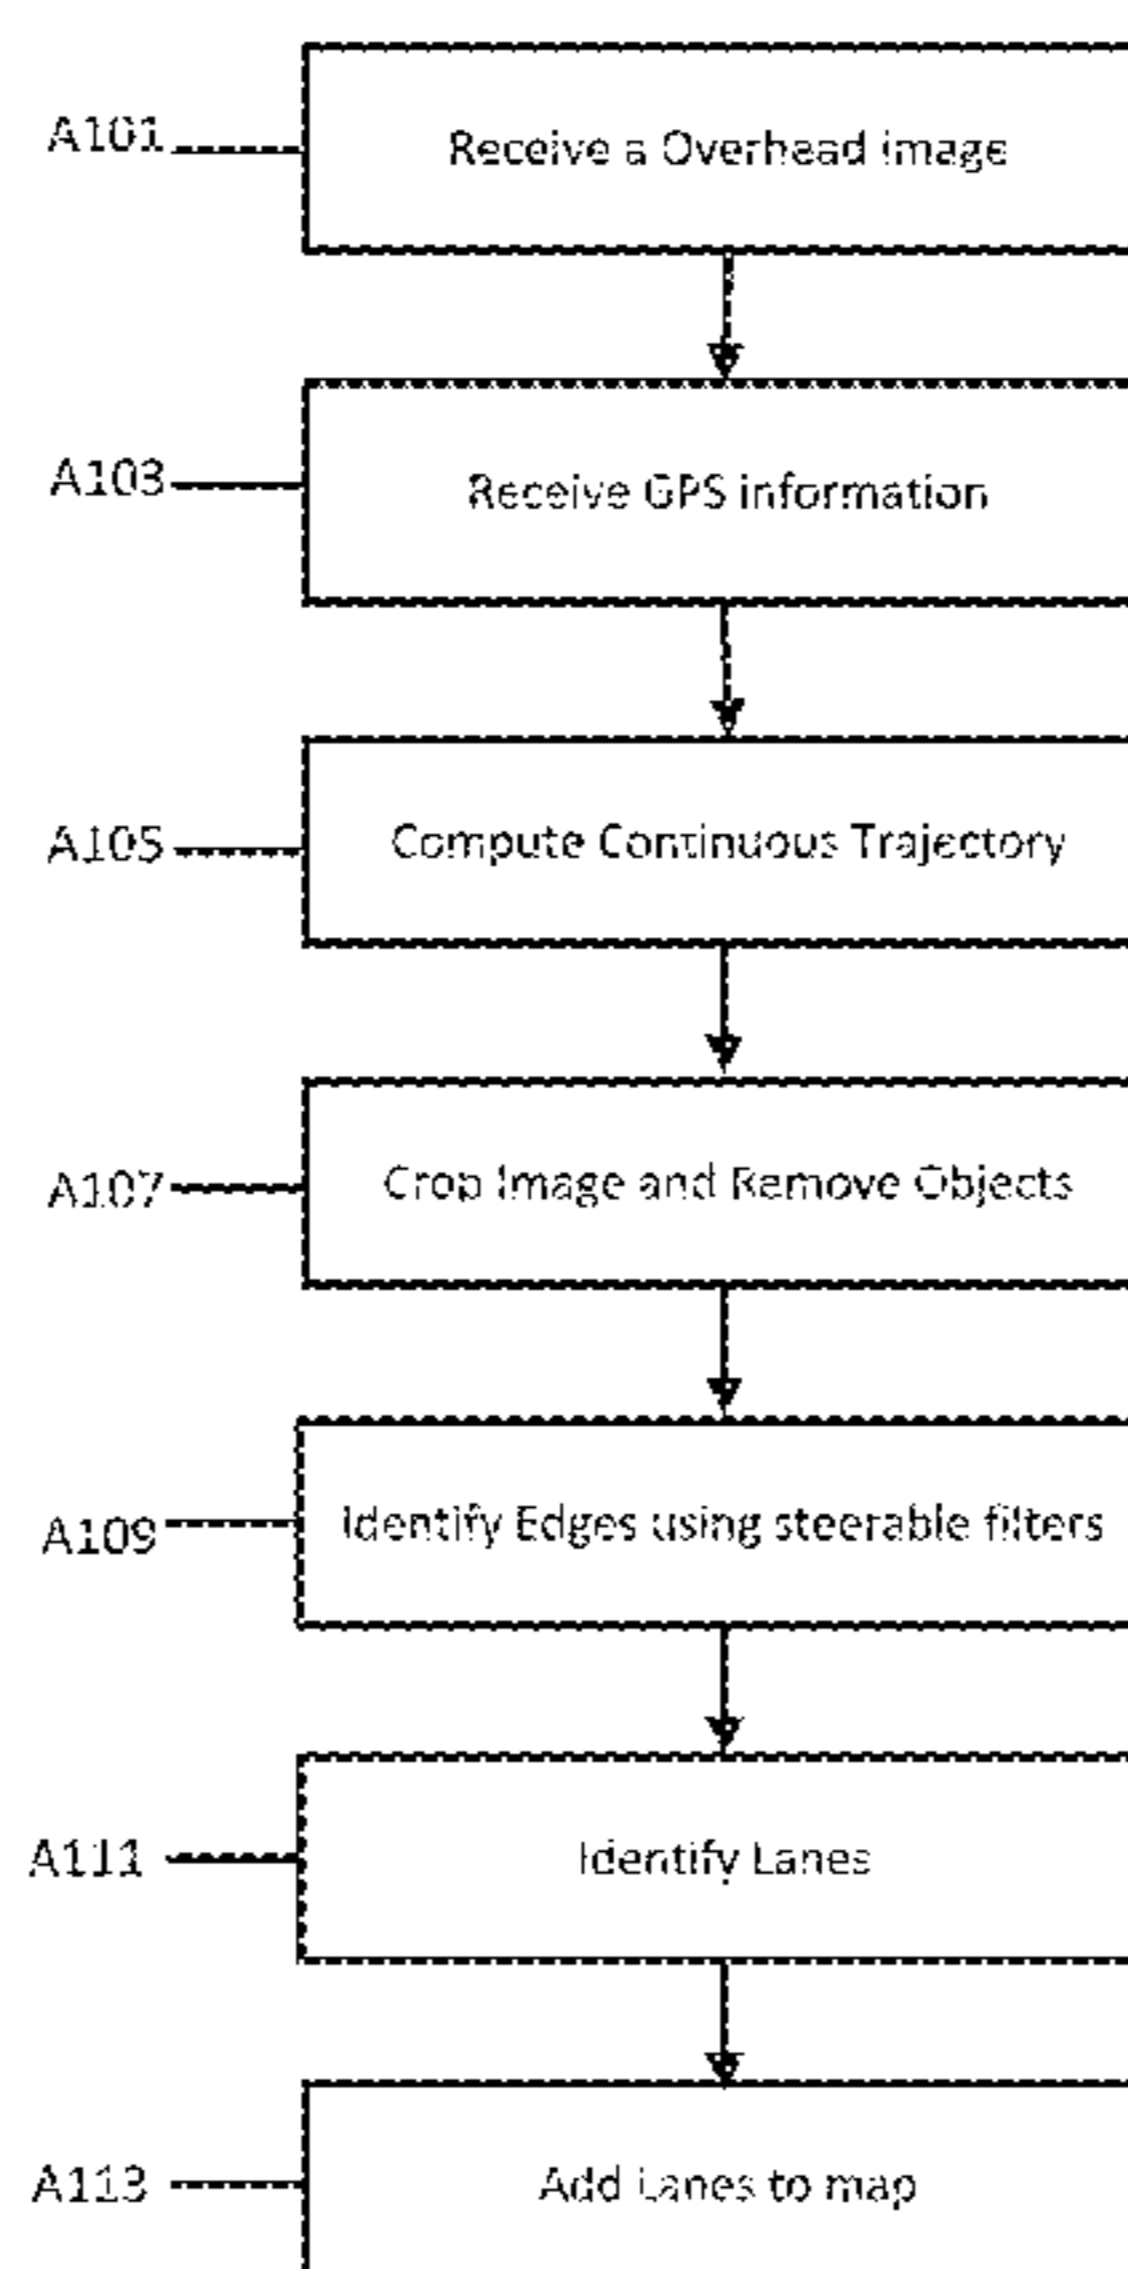 A101
Receive a Overhead image
A103
Receive GPS information
A105
Compute Continuous Trajectory
A107
Crop Image and Remove Objects
A109
Identify Edges using steerable filters
A111
Identify Lanes
A113
Add Lanes to map